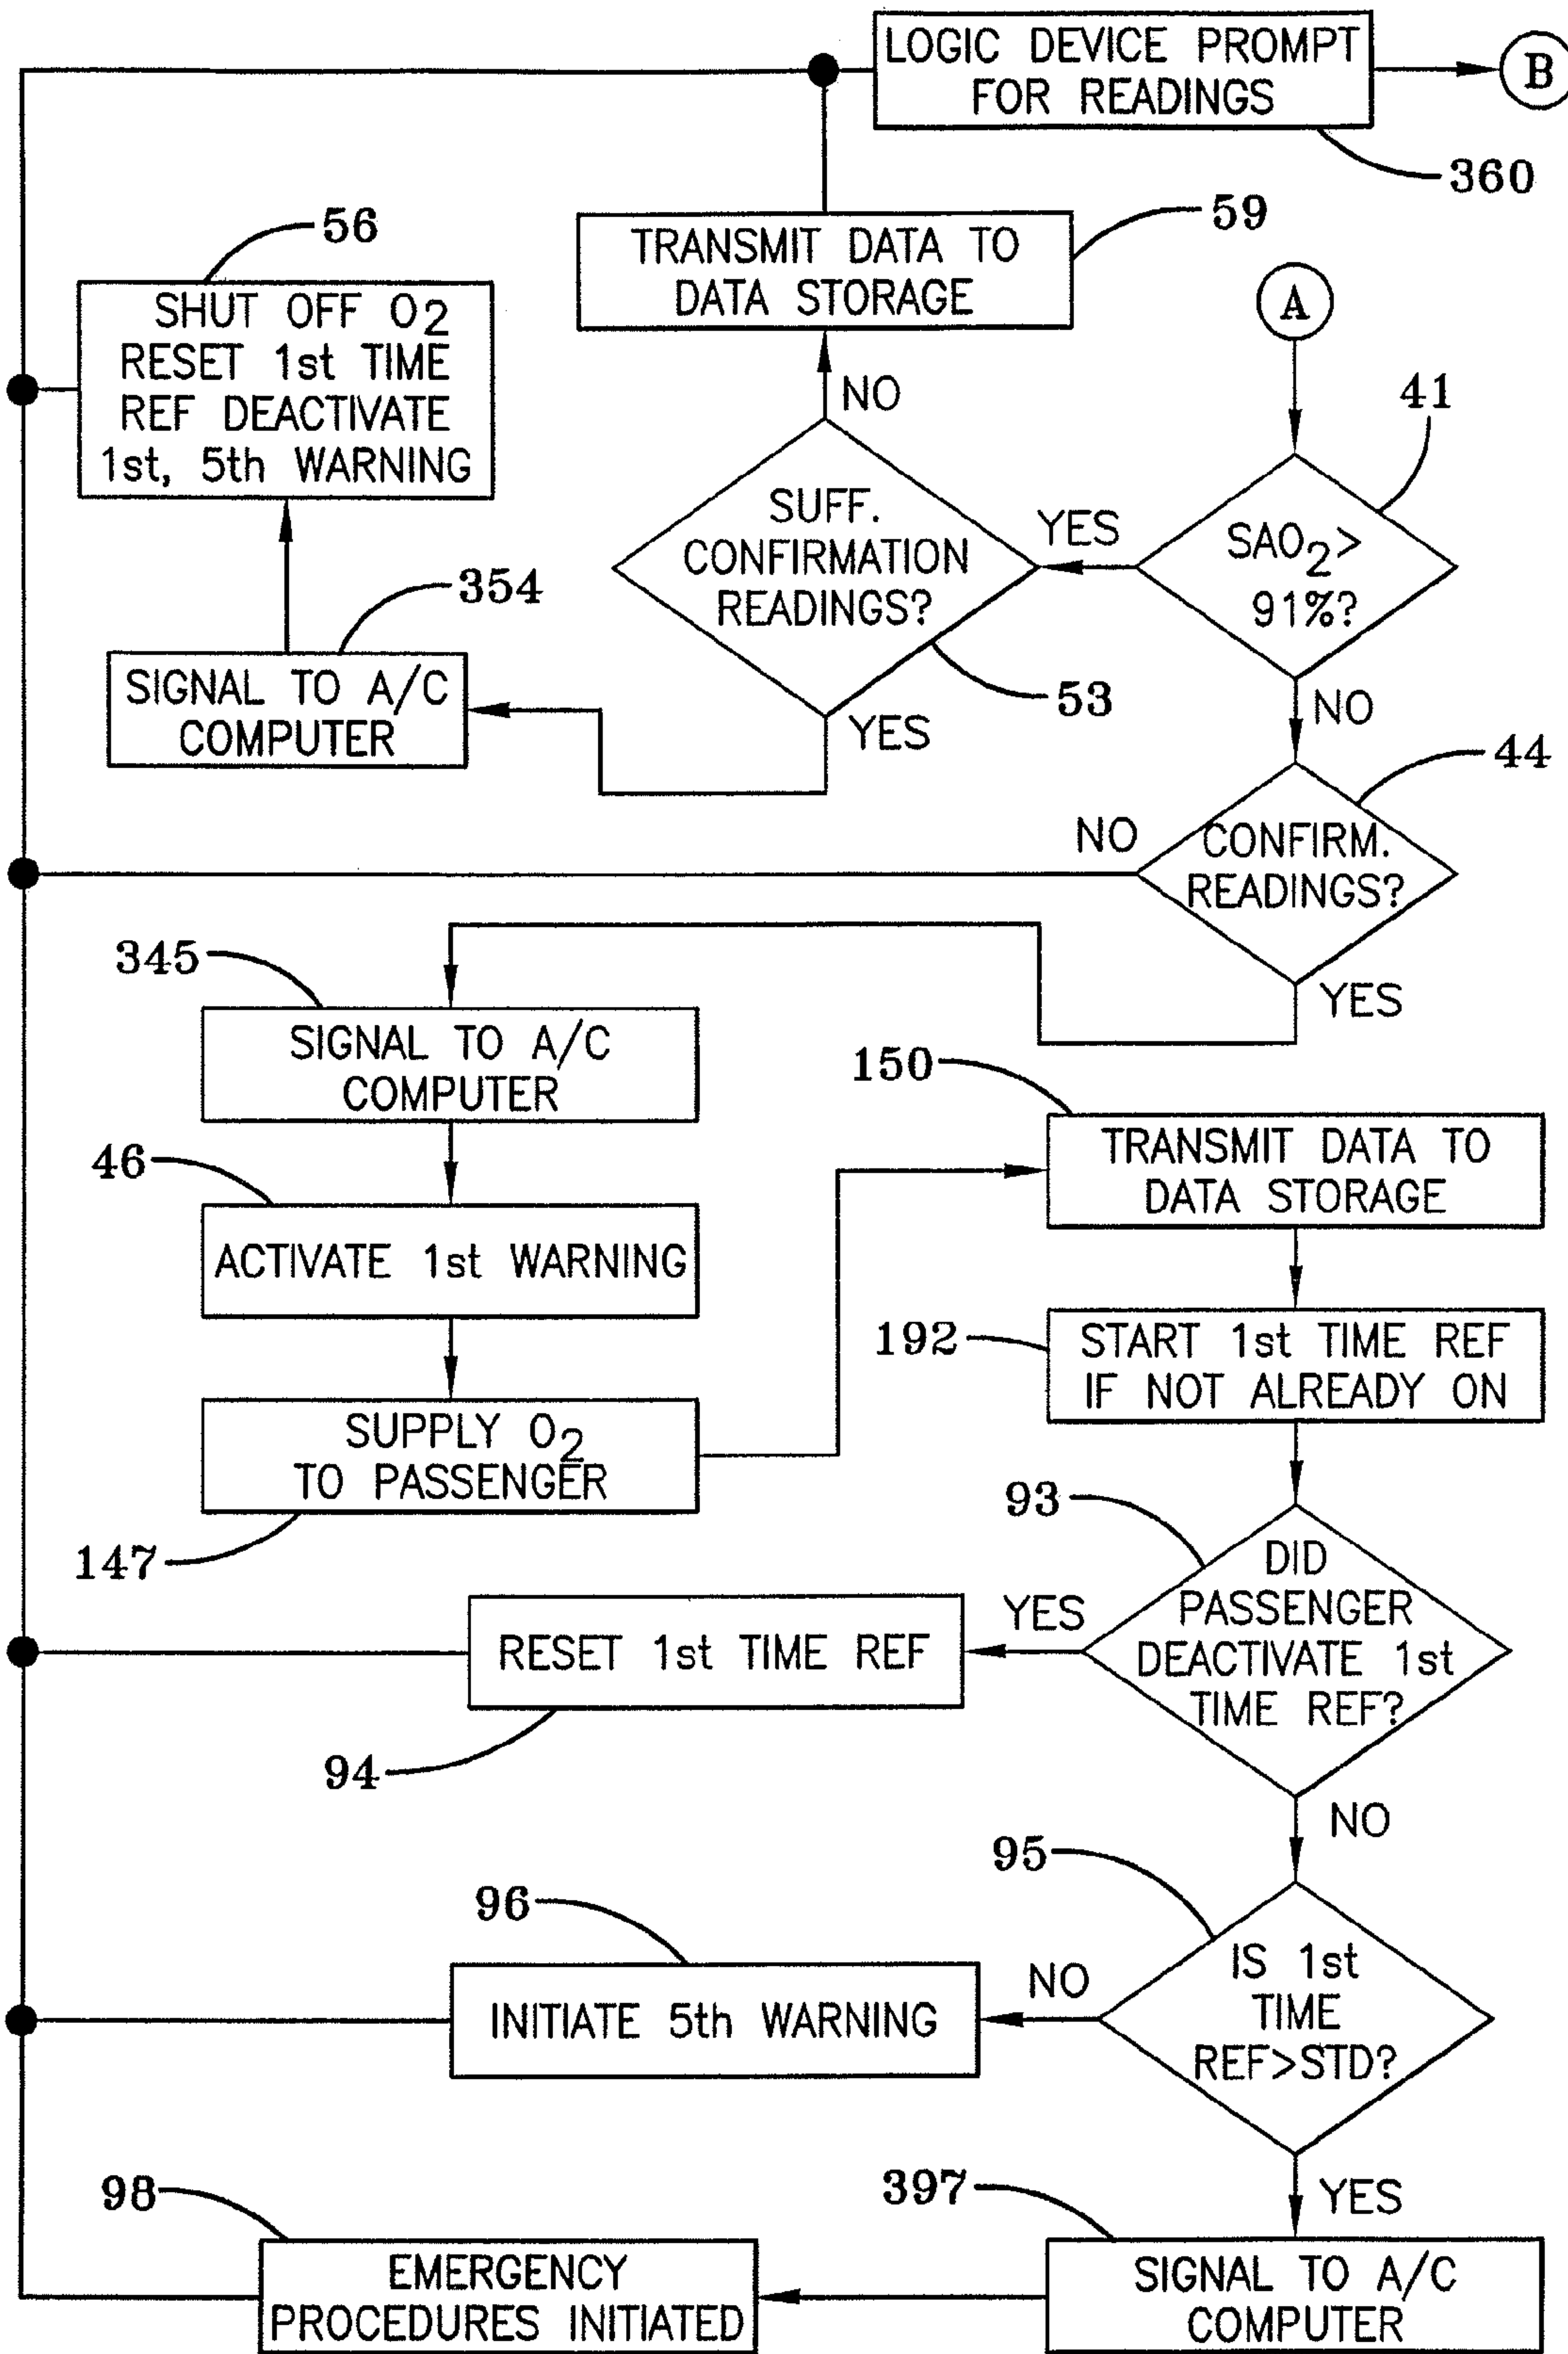 LOGIC DEVICE PROMPT
FOR READINGS
B
360
59
TRANSMIT DATA TO
DATA STORAGE
56
SHUT OFF O2
RESET 1st TIME
REF DEACTIVATE
1st, 5th WARNING
A
NO
41
SUFF.
CONFIRMATION
READINGS?
YES
SAO2>
91%?
354
53
SIGNAL TO A/C
COMPUTER
YES
NO
44
NO
CONFIRM.
READINGS?
345
YES
SIGNAL TO A/C
COMPUTER
150
TRANSMIT DATA TO
DATA STORAGE
46
ACTIVATE 1st WARNING
192
START 1st TIME REF
IF NOT ALREADY ON
SUPPLY O2
TO PASSENGER
147
93
DID
PASSENGER
DEACTIVATE 1st
TIME REF?
YES
RESET 1st TIME REF
94
NO
95
96
IS 1st
TIME
REF>STD?
NO
INITIATE 5th WARNING
YES
98
397
EMERGENCY
PROCEDURES INITIATED
SIGNAL TO A/C
COMPUTER